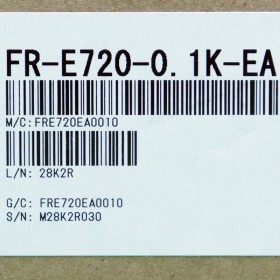 FR-E720-0.1K-EA
M/C:FRE720EA0010
L/N: 28K2R
G/C: FRE720EA0010
S/N: M28K2R030